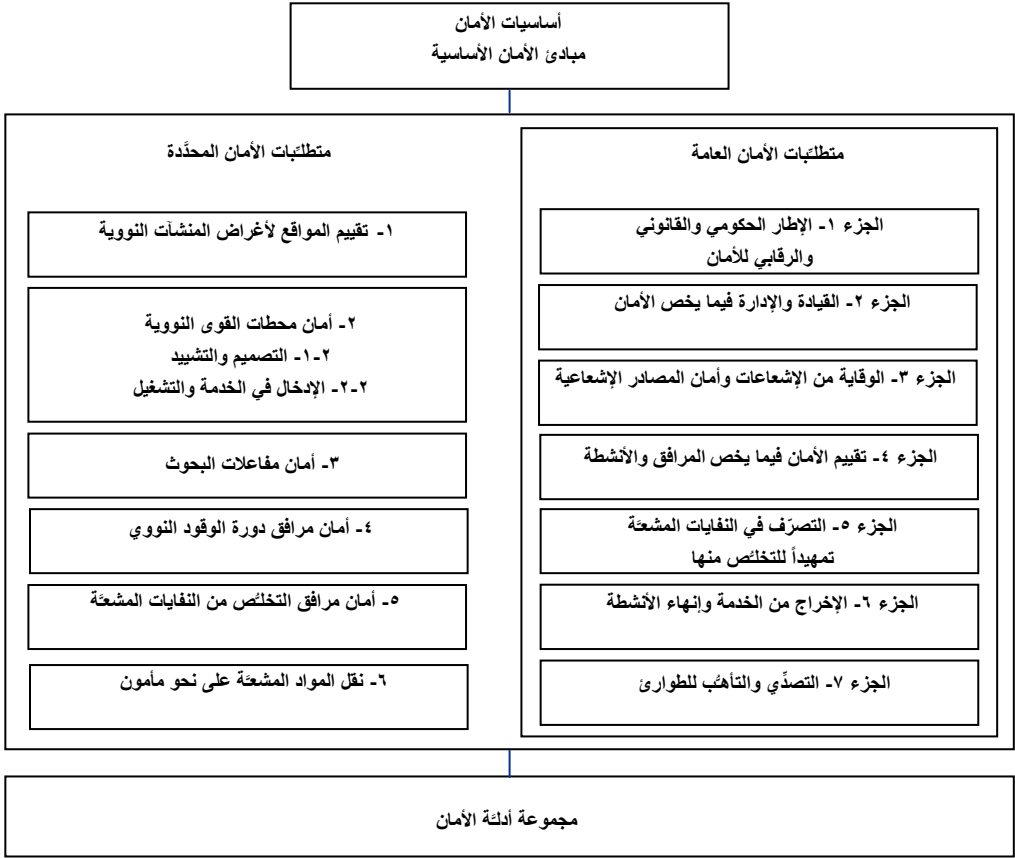 أساسيات الأمان
مبادئ الأمان الأساسية
متطلبات الأمان العامة
الجزء ١- الإطار الحكومي والقانوني
والرقابي للأمان
الجزء ٢- القيادة والإدارة فيما يخص الأمان
الجزء ٣- الوقاية من الإشعاعات وأمان المصادر الإشعاعية
الجزء ٤- تقييم الأمان فيما يخص المرافق والأنشطة
الجزء ٥- التصرّف في النفايات المشعَّة
تمهيداً للتخلُّص منها
الجزء ٦- الإخراج من الخدمة وإنهاء الأنشطة
الجزء ٧- التصدِّي والتأهُّب للطوارئ
متطلَّبات الأمان المحدَّدة
١- تقييم المواقع لأغراض المنشآت النووية
٢- أمان محطات القوى النووية
٢-١- التصميم والتشييد
٢-٢- الإدخال في الخدمة والتشغيل
٣- أمان مفاعلات البحوث
٤- أمان مرافق دورة الوقود النووي
٥- أمان مرافق التخلُّص من النفايات المشعَّة
٦- نقل المواد المشعَّة على نحو مأمون
مجموعة أدلَّة الأمان